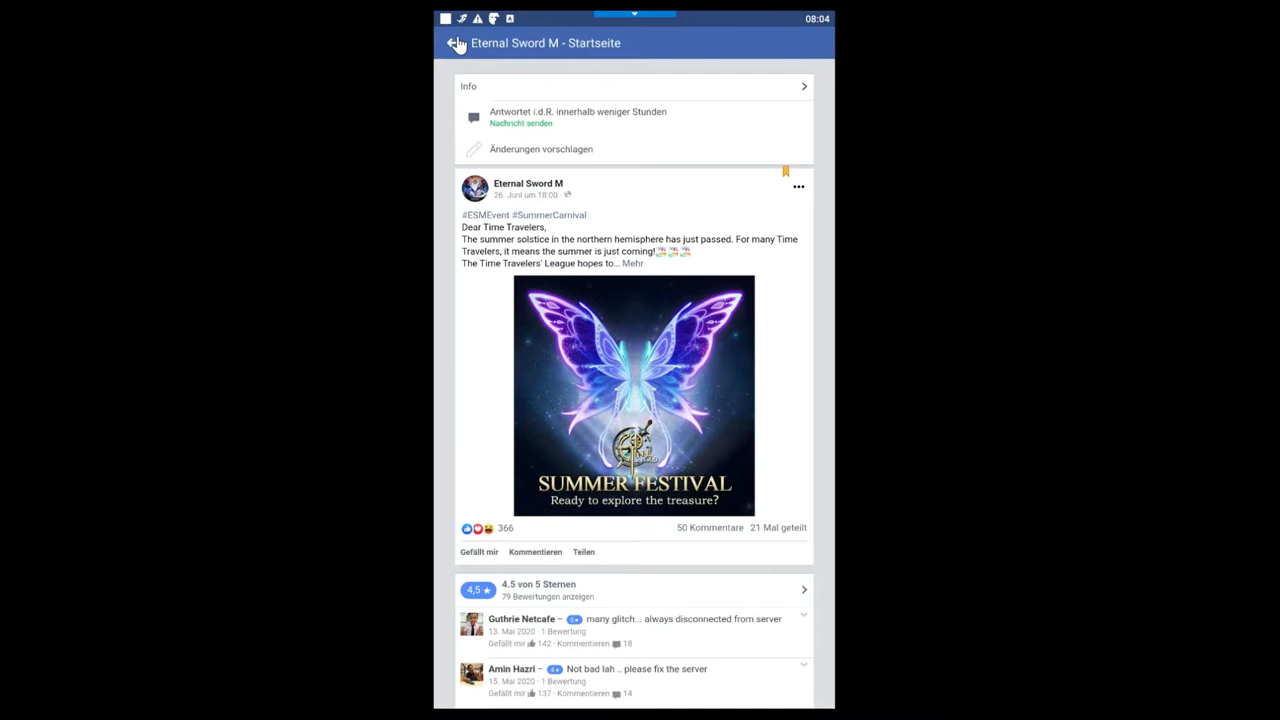 08:04
Eternal Sword M - Startseite
Info
Antwortet i.d.R. innerhalb weniger Stunden
Nachricht senden
Änderungen vorschlagen
Eternal Sword M
26. Juni um 18:00 ·
#ESMEvent #SummerCarnival
Dear Time Travelers,
The summer solstice in the northern hemisphere has just passed. For many Time
Travelers, it means the summer is just coming!
The Time Travelers' League hopes to... Mehr
SUMMER FESTIVAL
Ready to explore the treasure?
366 50 Kommentare 21 Mal geteilt
Gefällt mir Kommentieren Teilen
4,5 ★ 4.5 von 5 Sternen
79 Bewertungen anzeigen
Guthrie Netcafe – 5★ many glitch... always disconnected from server
13. Mai 2020 · 1 Bewertung
Gefällt mir 142 · Kommentieren 18
Amin Hazri – 4★ Not bad lah .. please fix the server
15. Mai 2020 · 1 Bewertung
Gefällt mir 137 · Kommentieren 14